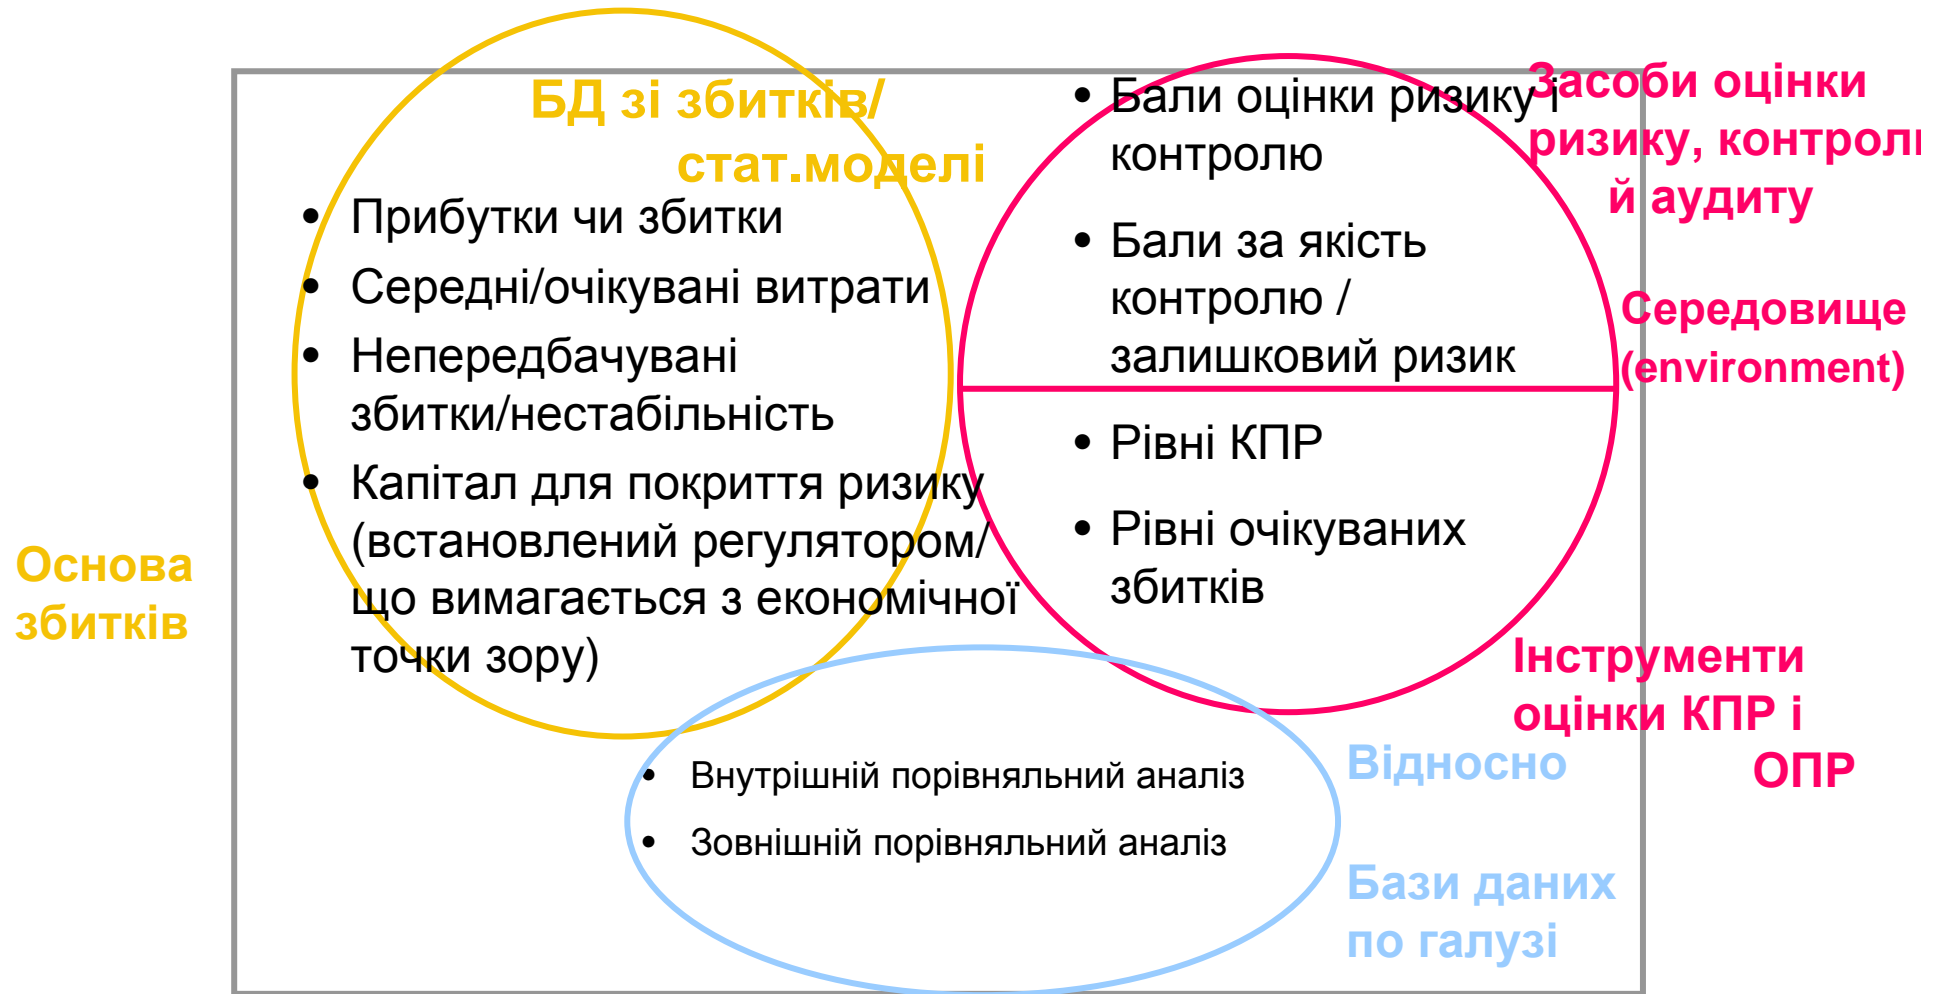 БД зі збитків/
стат.моделі
• Прибутки чи збитки
• Середні/очікувані витрати
• Непередбачувані
збитки/нестабільність
• Капітал для покриття ризику
(встановлений регулятором/
що вимагається з економічної
точки зору)
Основа
збитків
• Бали оцінки ризику і
контролю
• Бали за якість
контролю /
залишковий ризик
• Рівні КПР
• Рівні очікуваних
збитків
Засоби оцінки
ризику,
й аудиту
Середовище
(environment)
Інструменти
оцінки КПР і
ОПР
• Внутрішній порівняльний аналіз
• Зовнішній порівняльний аналіз
Відносно
Бази даних
по галузі